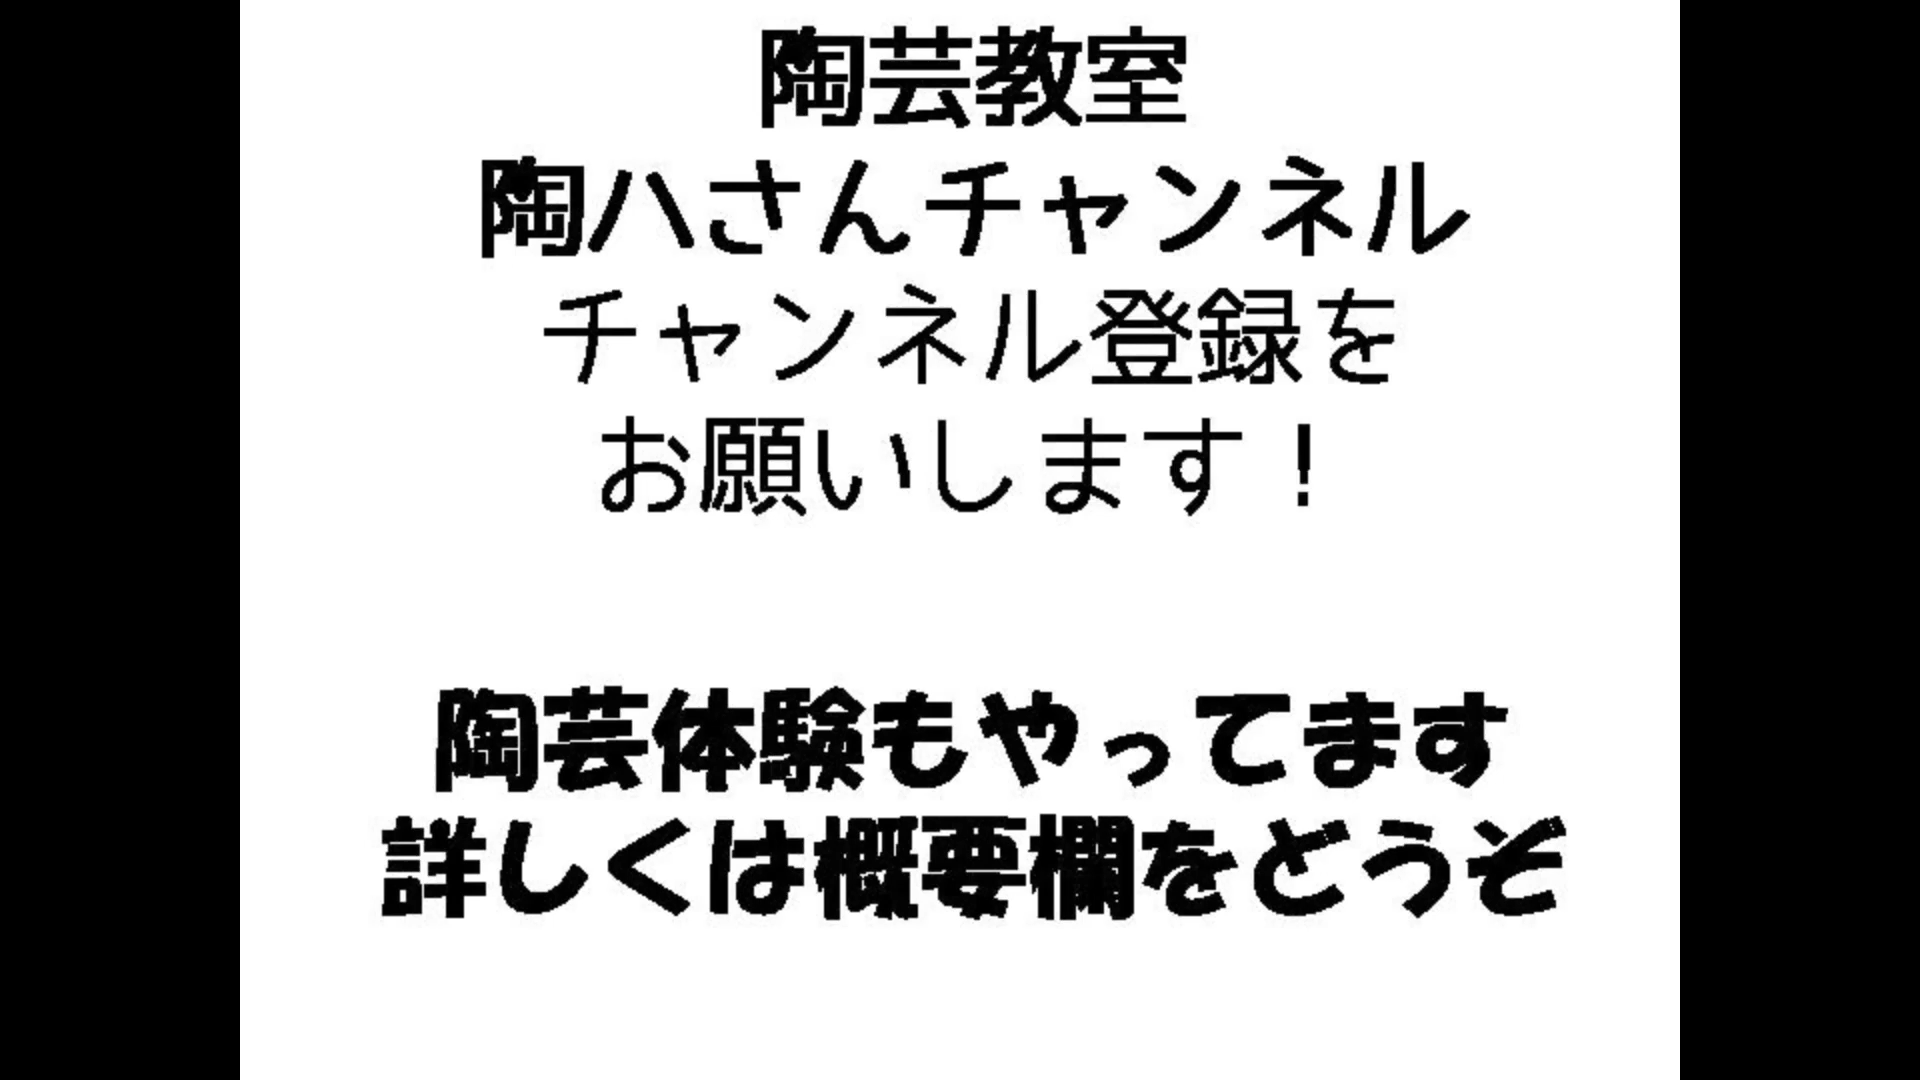 陶芸教室
陶ハさんチャンネル
チャンネル登録を
お願いします！
陶芸体験もやってます
詳しくは概要欄をどうぞ